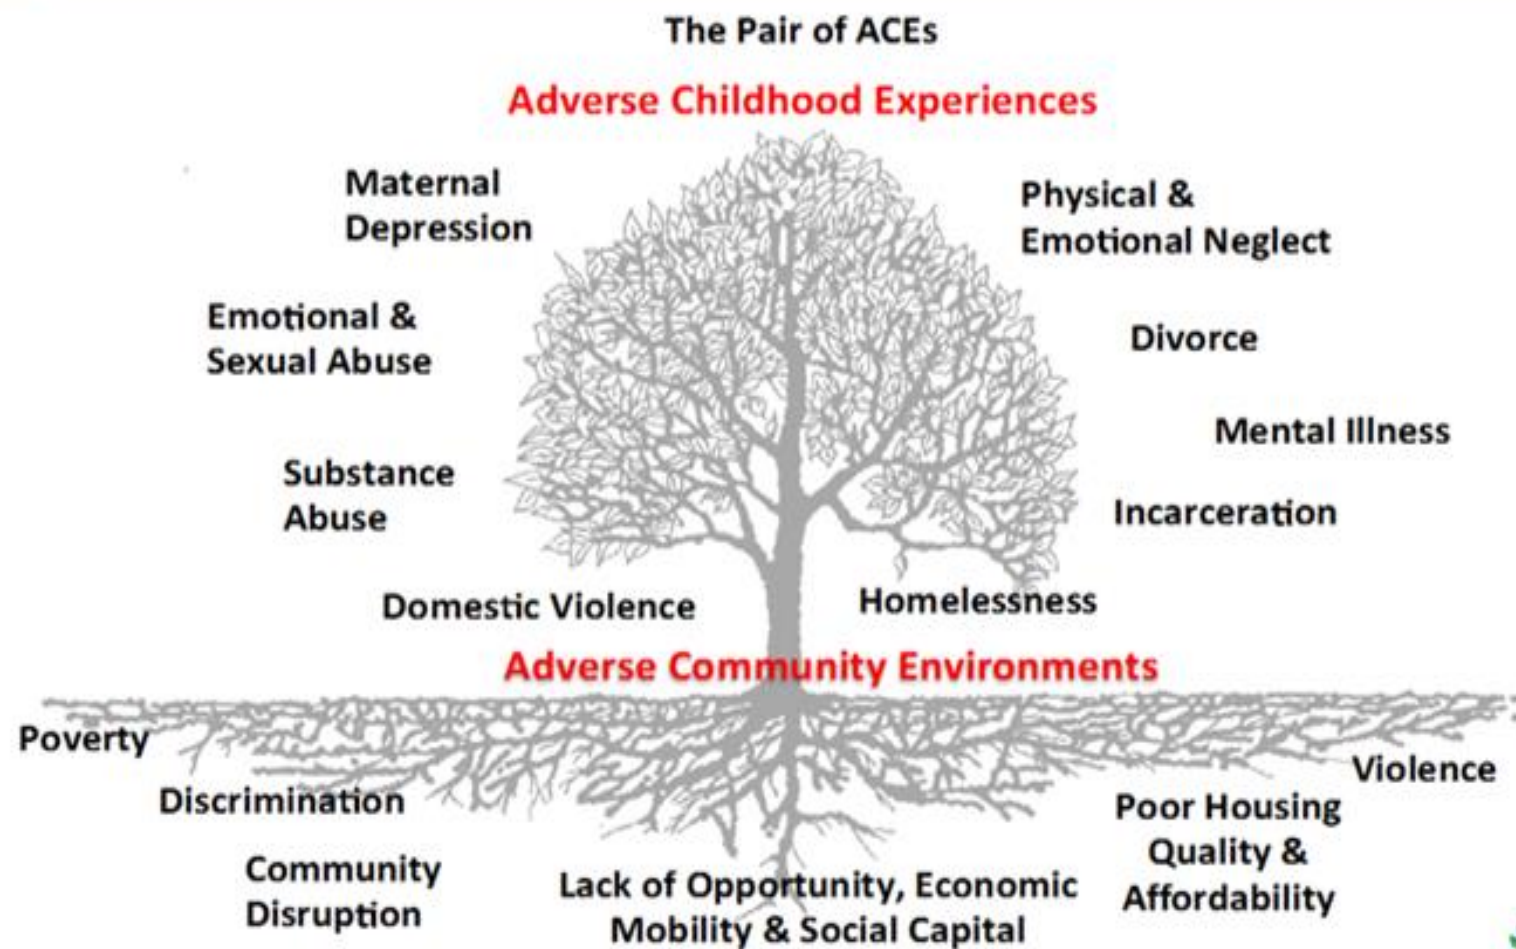 The Pair of ACEs
Adverse Childhood Experiences
Maternal
Depression
Physical &
Emotional Neglect
Emotional &
Sexual Abuse
Divorce
Mental Illness
Substance
Abuse
Incarceration
Domestic Violence
Homelessness
Adverse Community Environments
Poverty
Violence
Discrimination
Poor Housing
Quality &
Affordability
Community
Disruption
Lack of Opportunity, Economic
Mobility & Social Capital